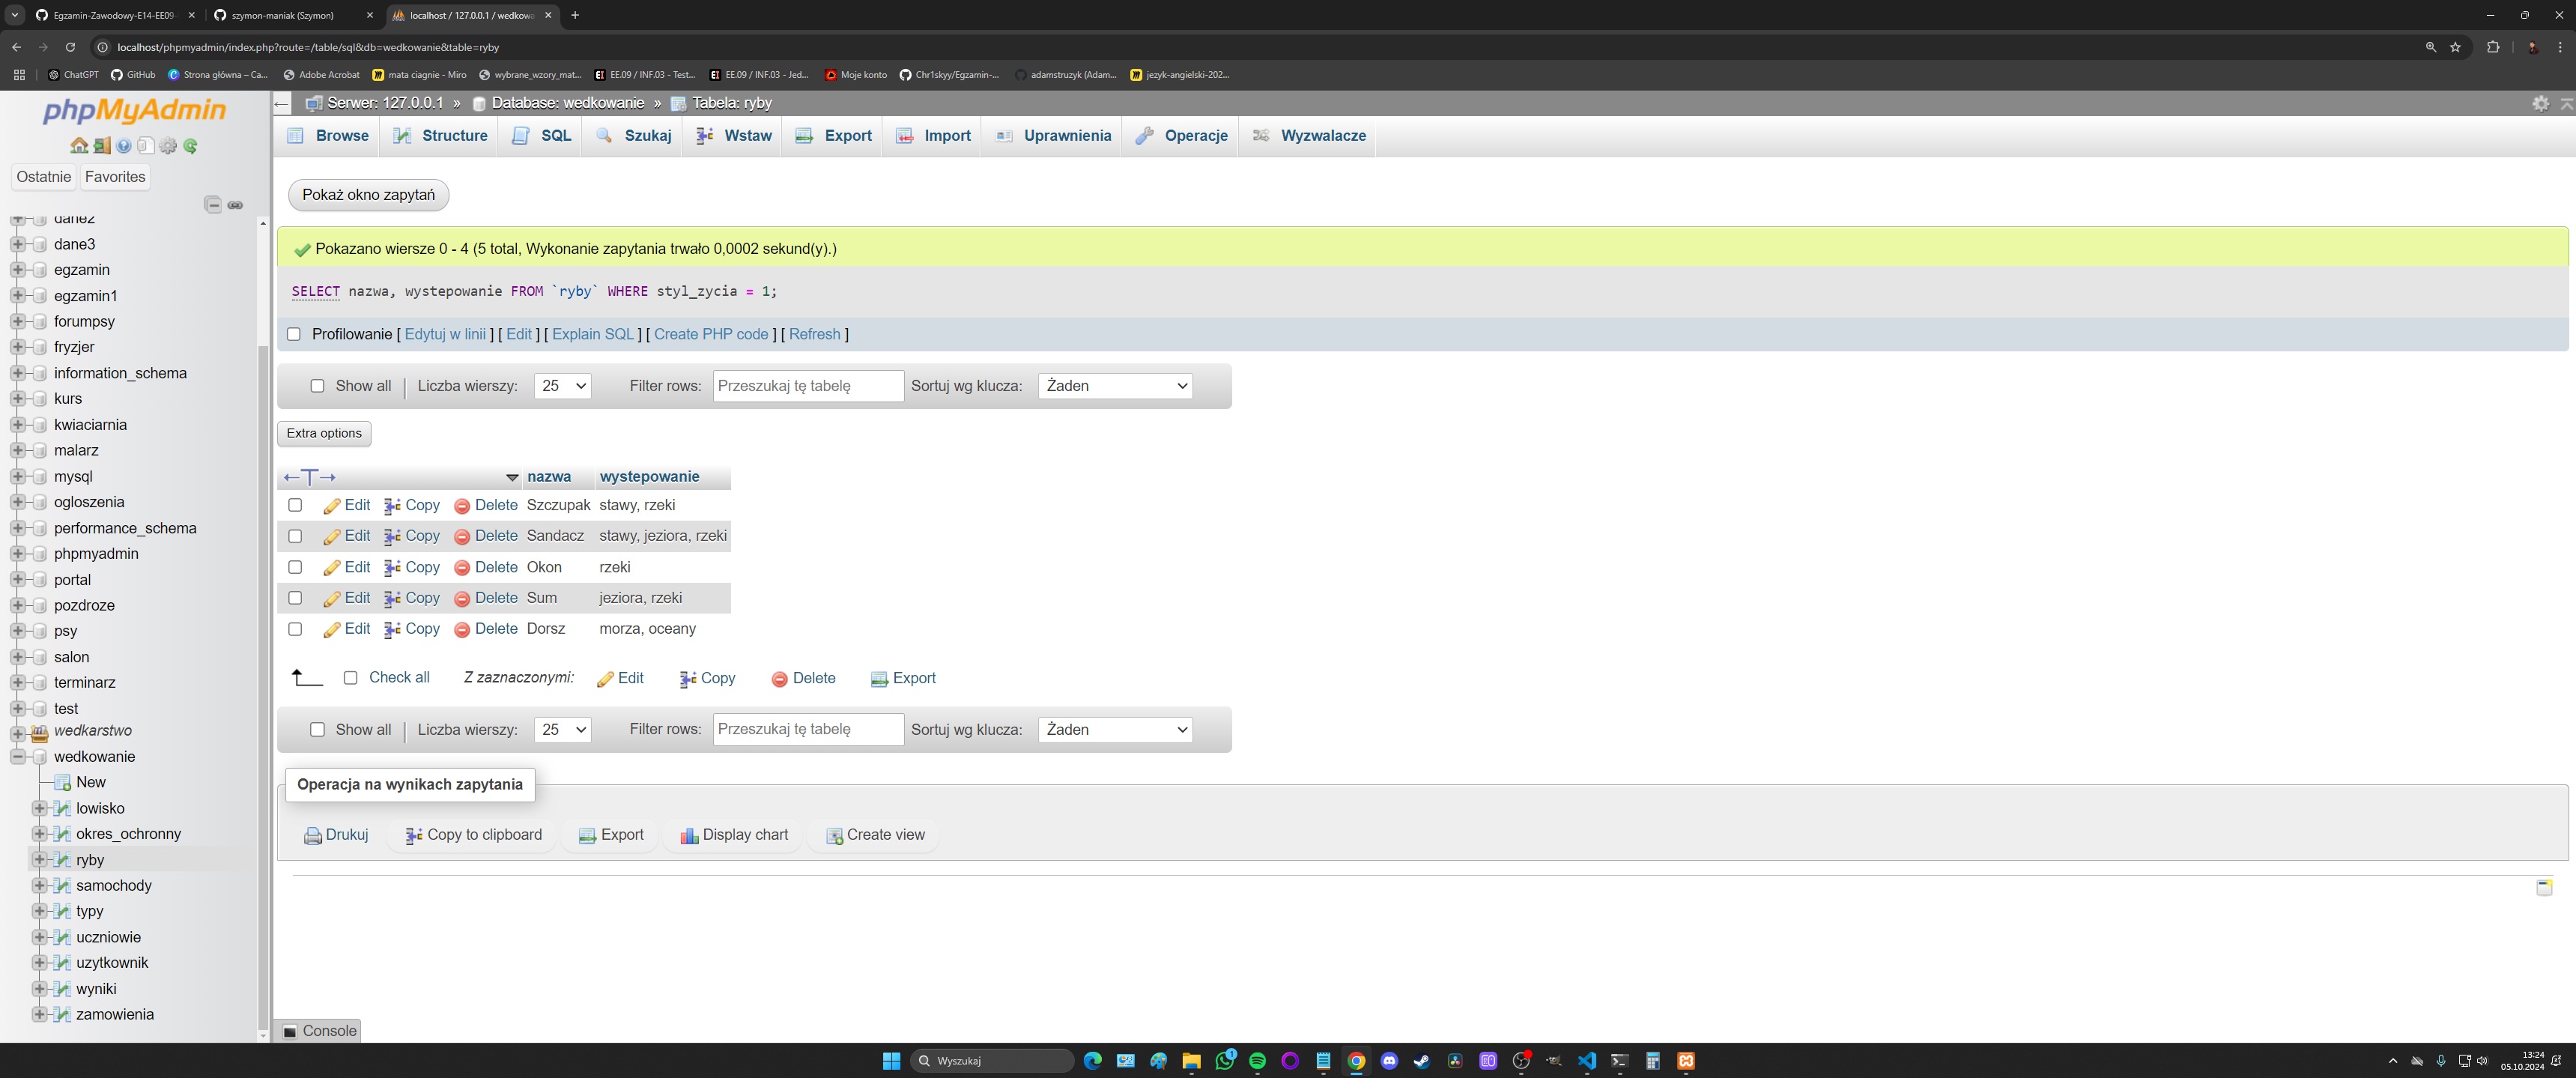 Egzamin-Zawodowy-E14-EE09-
szymon-maniak (Szymon)
localhost / 127.0.0.1 / wedkowa
localhost/phpmyadmin/index.php?route=/table/sql&db=wedkowanie&table=ryby
ChatGPT
GitHub
Strona główna – Ca...
Adobe Acrobat
mata ciagnie - Miro
wybrane_wzory_mat...
EE.09 / INF.03 - Test...
EE.09 / INF.03 - Jed...
Moje konto
Chr1skyy/Egzamin-...
adamstruzyk (Adam...
jezyk-angielski-202...
phpMyAdmin
Ostatnie Favorites
dane2
dane3
egzamin
egzamin1
forumpsy
fryzjer
information_schema
kurs
kwiaciarnia
malarz
mysql
ogloszenia
performance_schema
phpmyadmin
portal
pozdroze
psy
salon
terminarz
test
wedkarstwo
wedkowanie
New
lowisko
okres_ochronny
ryby
samochody
typy
uczniowie
uzytkownik
wyniki
zamowienia
Serwer: 127.0.0.1 » Database: wedkowanie » Tabela: ryby
Browse Structure SQL Szukaj Wstaw Export Import Uprawnienia Operacje Wyzwalacze
Pokaż okno zapytań
Pokazano wiersze 0 - 4 (5 total, Wykonanie zapytania trwało 0,0002 sekund(y).)
SELECT nazwa, wystepowanie FROM `ryby` WHERE styl_zycia = 1;
Profilowanie [ Edytuj w linii ] [ Edit ] [ Explain SQL ] [ Create PHP code ] [ Refresh ]
Show all | Liczba wierszy: 25 Filter rows: Przeszukaj tę tabelę Sortuj wg klucza: Żaden
Extra options
←T→ nazwa wystepowanie
Edit Copy Delete Szczupak stawy, rzeki
Edit Copy Delete Sandacz stawy, jeziora, rzeki
Edit Copy Delete Okon rzeki
Edit Copy Delete Sum jeziora, rzeki
Edit Copy Delete Dorsz morza, oceany
Check all Z zaznaczonymi: Edit Copy Delete Export
Show all | Liczba wierszy: 25 Filter rows: Przeszukaj tę tabelę Sortuj wg klucza: Żaden
Operacja na wynikach zapytania
Drukuj Copy to clipboard Export Display chart Create view
Console
Wyszukaj
13:24
05.10.2024